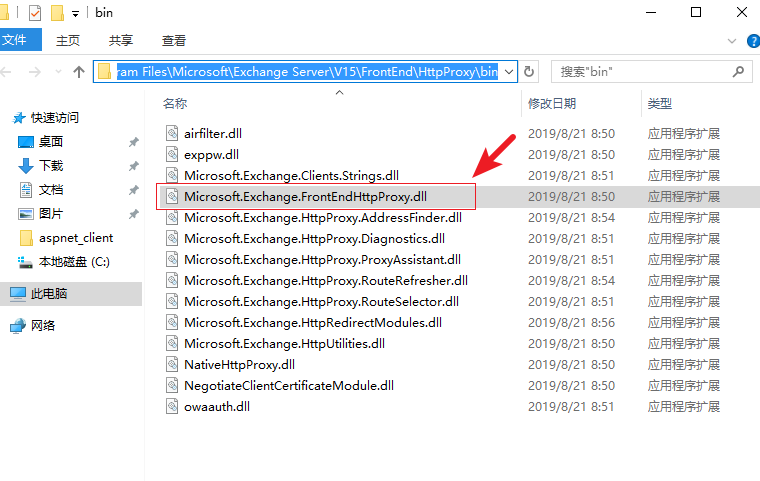 bin
文件 主页 共享 查看
ram Files\Microsoft\Exchange Server\V15\FrontEnd\HttpProxy\bin 搜索"bin"
名称 修改日期 类型
快速访问
桌面
下载
文档
图片
aspnet_client
本地磁盘 (C:)
此电脑
网络
airfilter.dll 2019/8/21 8:50 应用程序扩展
exppw.dll 2019/8/21 8:50 应用程序扩展
Microsoft.Exchange.Clients.Strings.dll 2019/8/21 8:51 应用程序扩展
Microsoft.Exchange.FrontEndHttpProxy.dll 2019/8/21 8:50 应用程序扩展
Microsoft.Exchange.HttpProxy.AddressFinder.dll 2019/8/21 8:54 应用程序扩展
Microsoft.Exchange.HttpProxy.Diagnostics.dll 2019/8/21 8:51 应用程序扩展
Microsoft.Exchange.HttpProxy.ProxyAssistant.dll 2019/8/21 8:51 应用程序扩展
Microsoft.Exchange.HttpProxy.RouteRefresher.dll 2019/8/21 8:54 应用程序扩展
Microsoft.Exchange.HttpProxy.RouteSelector.dll 2019/8/21 8:51 应用程序扩展
Microsoft.Exchange.HttpRedirectModules.dll 2019/8/21 8:56 应用程序扩展
Microsoft.Exchange.HttpUtilities.dll 2019/8/21 8:50 应用程序扩展
NativeHttpProxy.dll 2019/8/21 8:50 应用程序扩展
NegotiateClientCertificateModule.dll 2019/8/21 8:50 应用程序扩展
owaauth.dll 2019/8/21 8:51 应用程序扩展